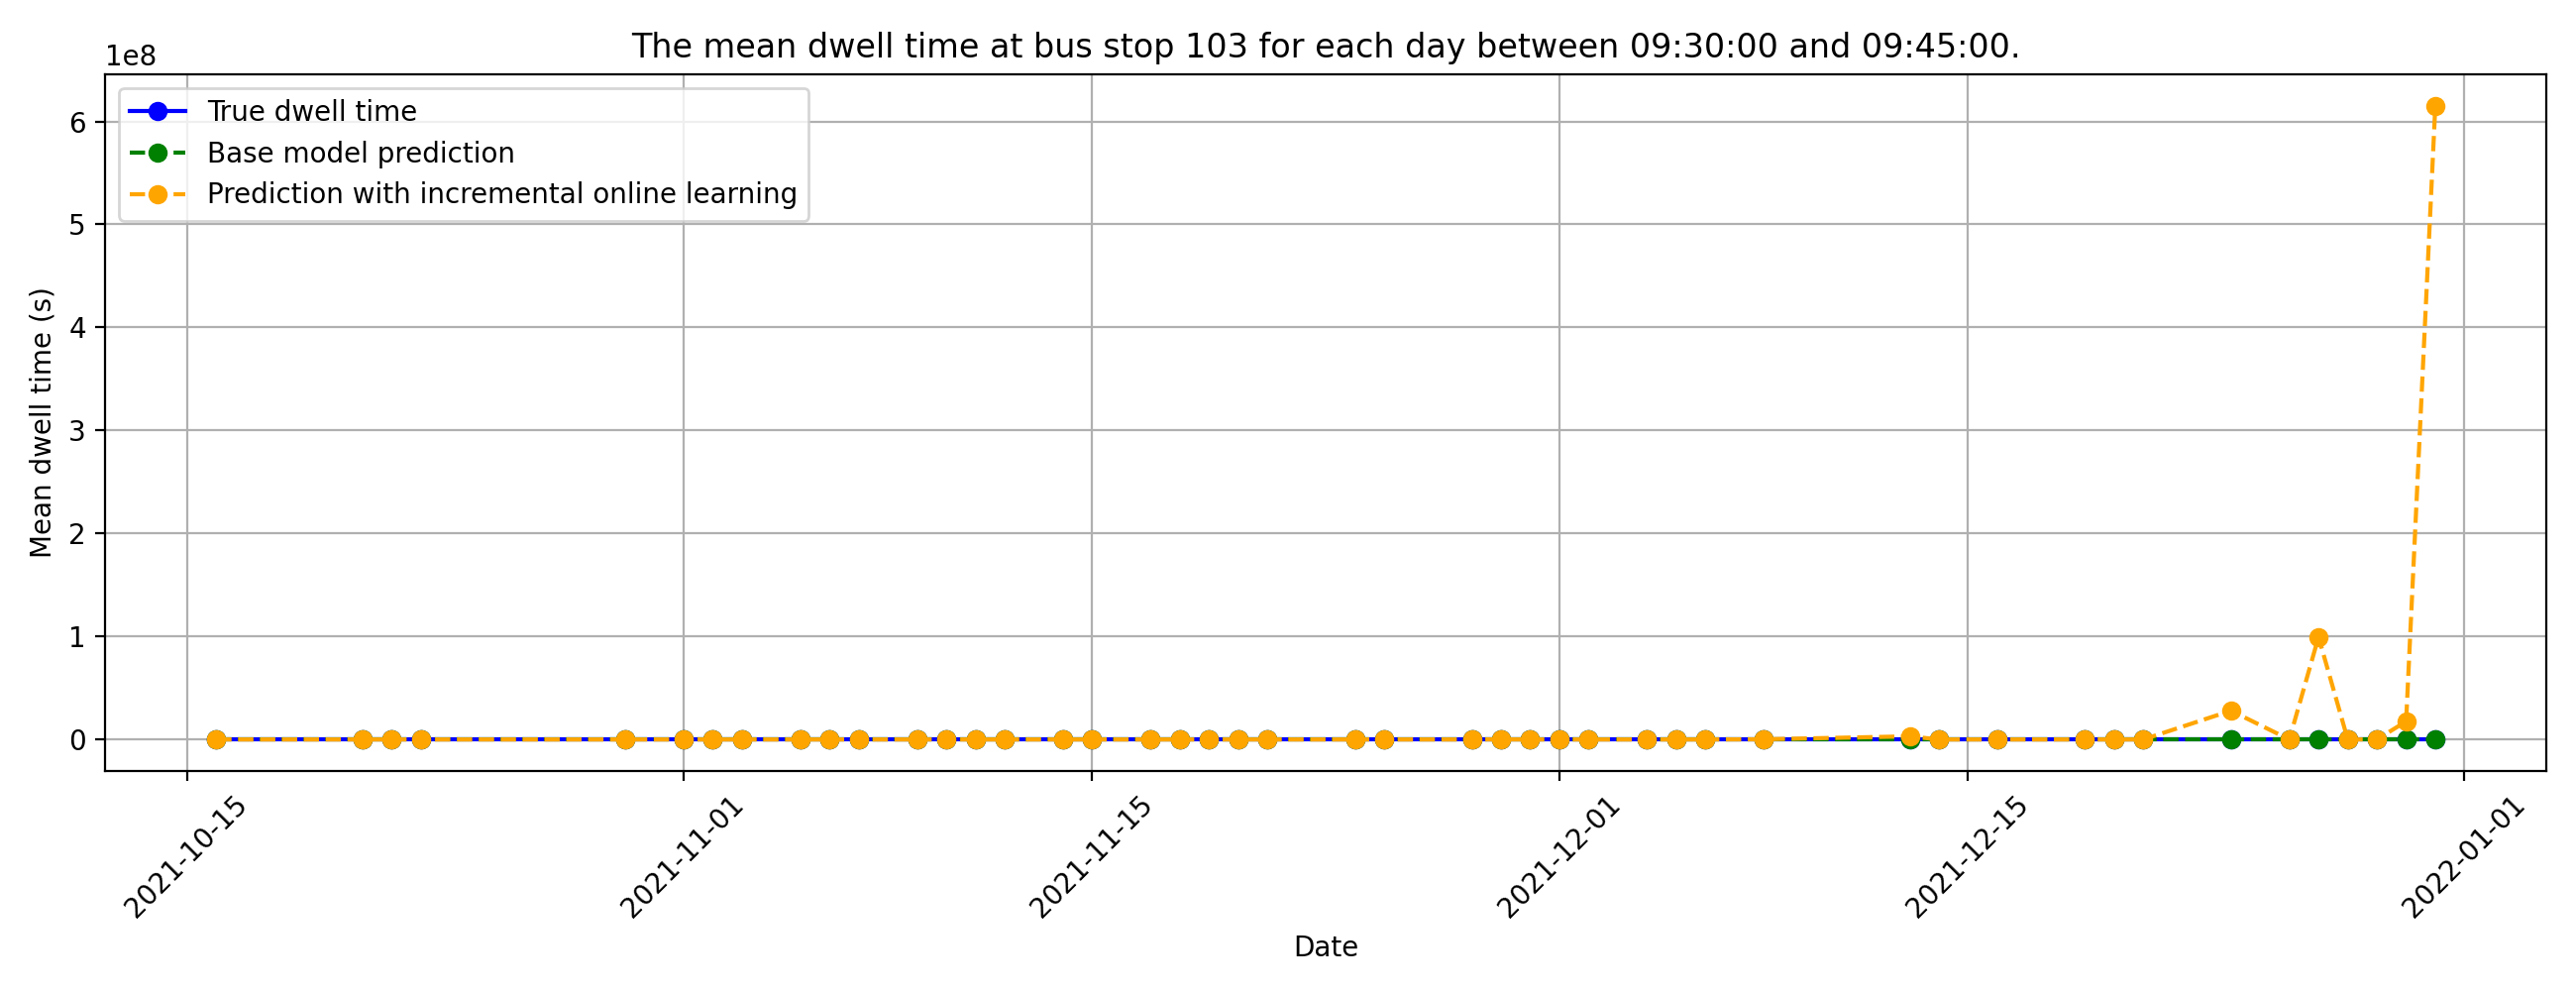 The mean dwell time at bus stop 103 for each day between 09:30:00 and 09:45:00.
1e8
True dwell time
Base model prediction
Prediction with incremental online learning
6
5
4
3
2
1
0
Mean dwell time (s)
2021-10-15
2021-11-01
2021-11-15
2021-12-01
2021-12-15
2022-01-01
Date